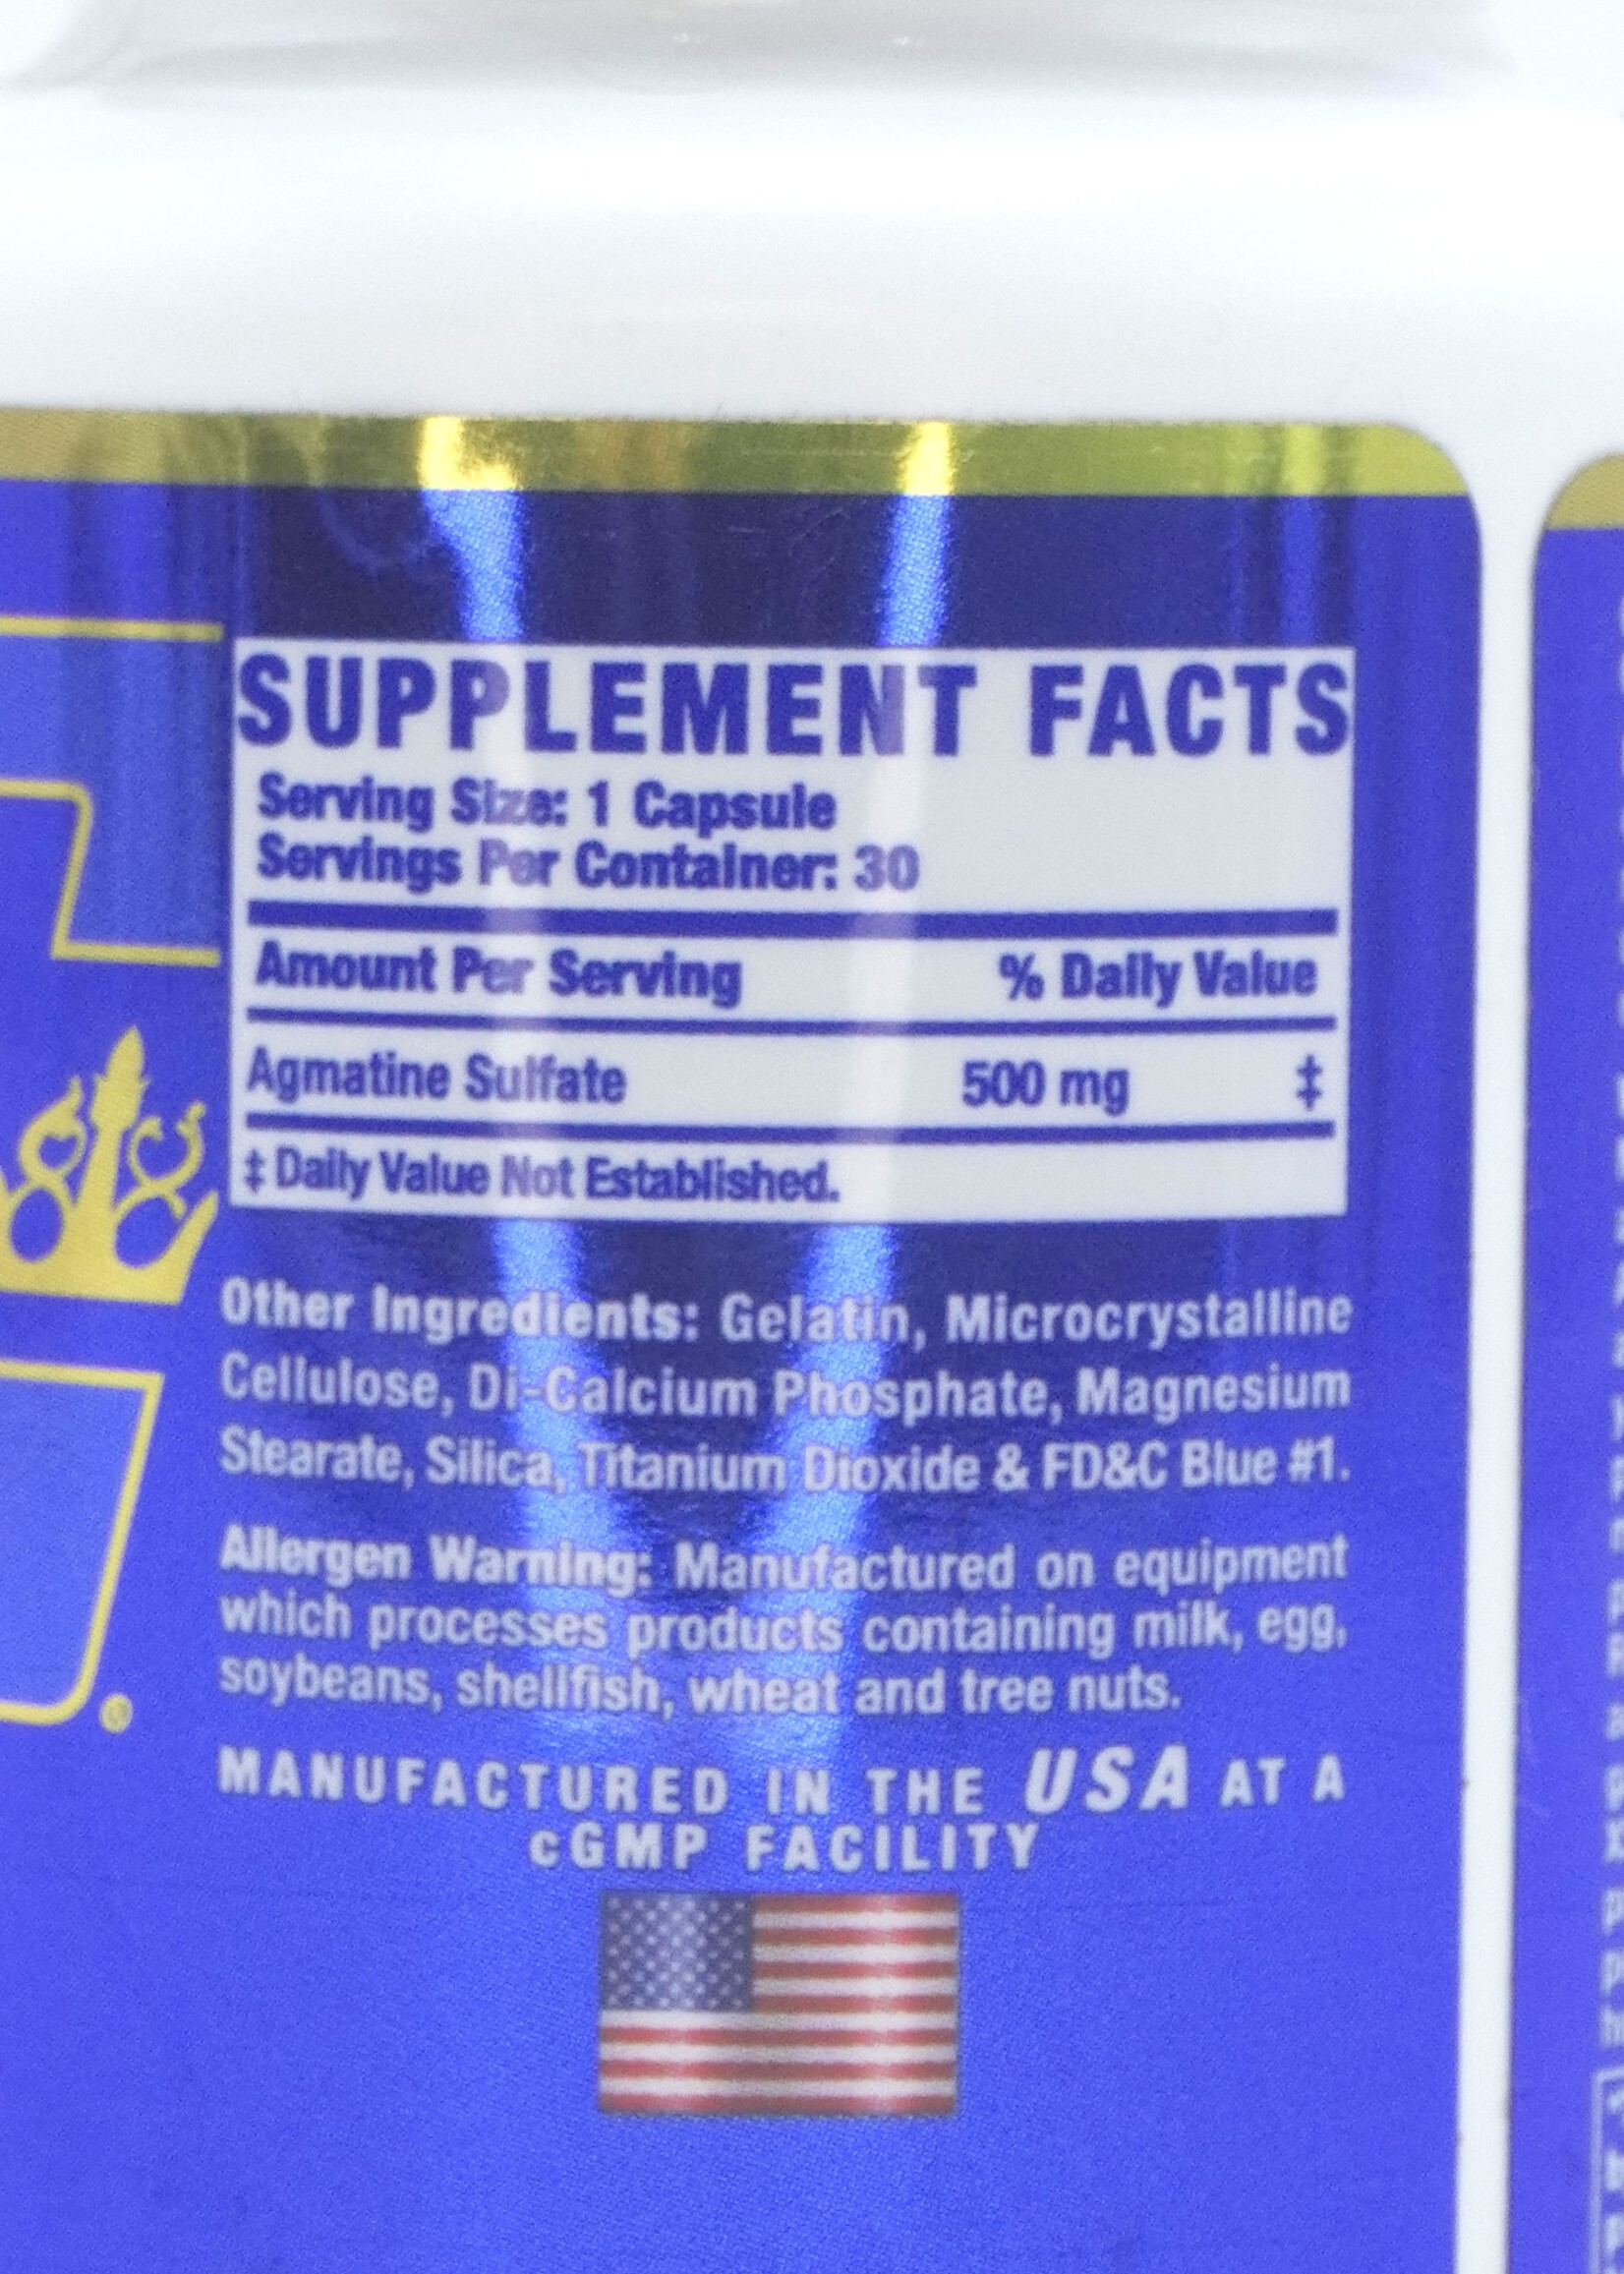 SUPPLEMENT FACTS
Serving Size: 1 Capsule
Servings Per Container: 30
Amount Per Serving % Daily Value
Agmatine Sulfate 500 mg ‡
‡ Daily Value Not Established.
Other Ingredients: Gelatin, Microcrystalline
Cellulose, Di-Calcium Phosphate, Magnesium
Stearate, Silica, Titanium Dioxide & FD&C Blue #1.
Allergen Warning: Manufactured on equipment
which processes products containing milk, egg,
soybeans, shellfish, wheat and tree nuts.
MANUFACTURED IN THE USA AT A
cGMP FACILITY